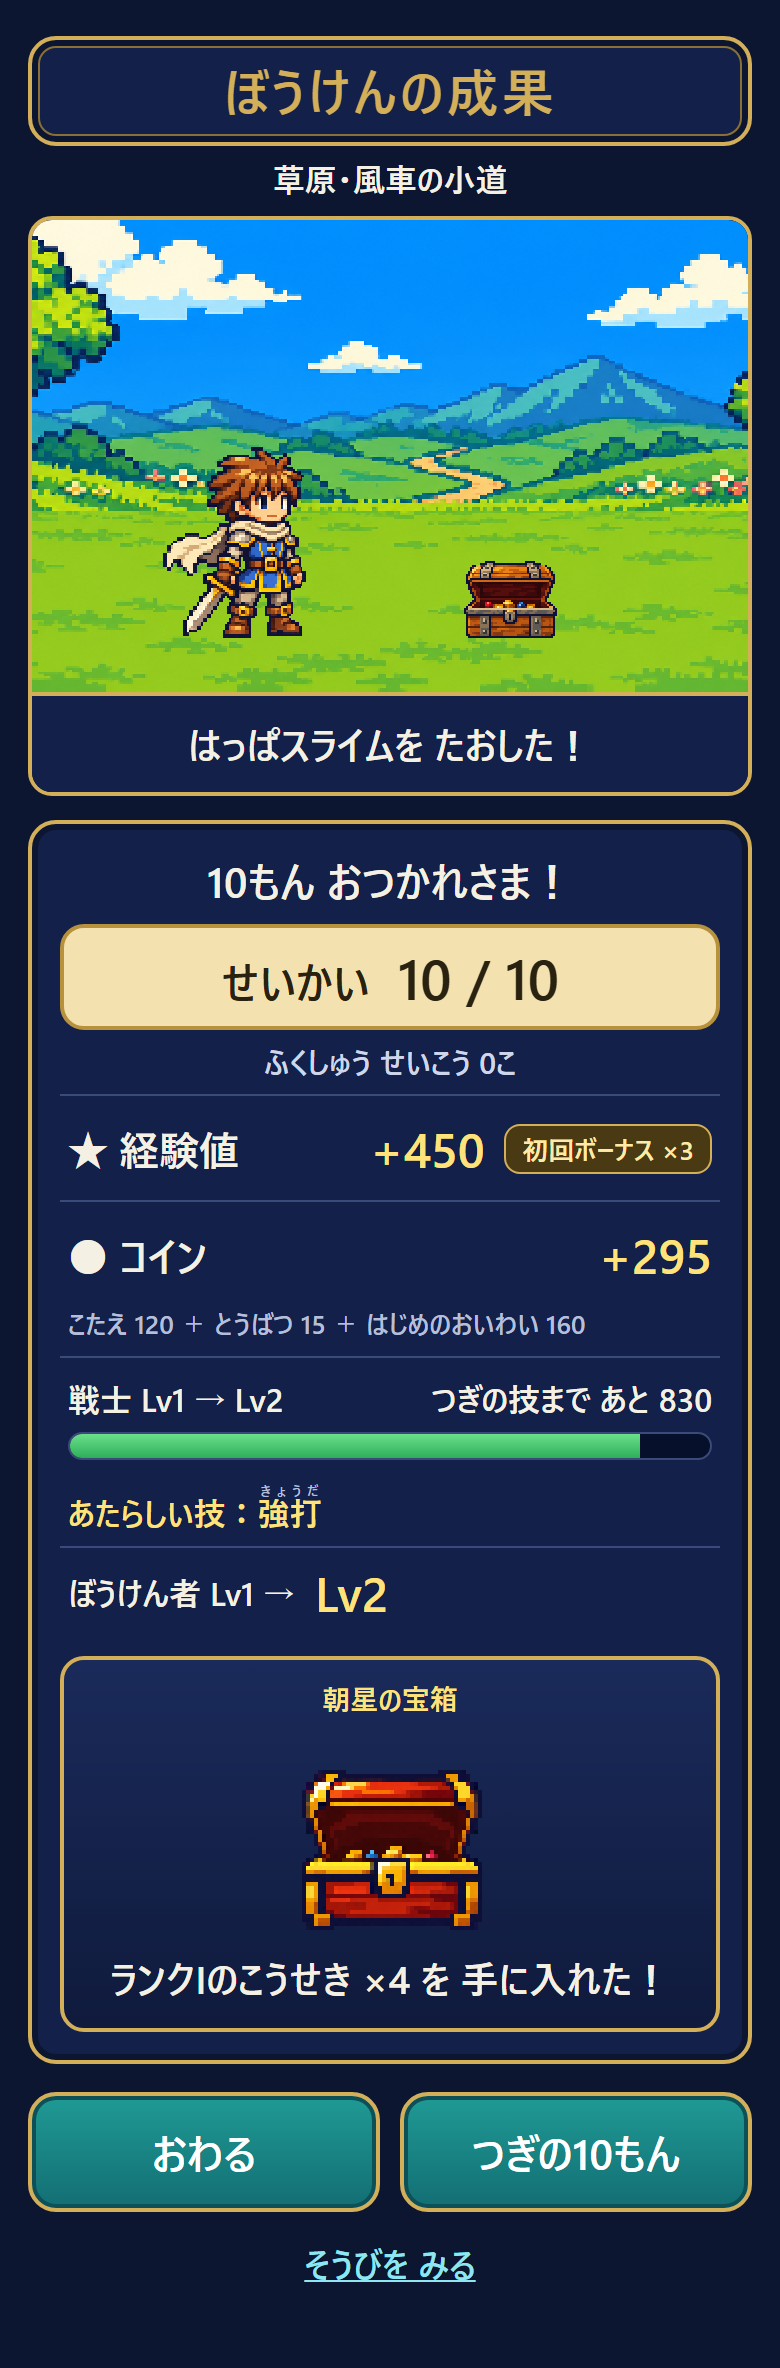 ぼうけんの成果
草原・風車の小道
はっぱスライムを たおした！
10もん おつかれさま！
せいかい 10 / 10
ふくしゅう せいこう 0こ
★ 経験値 +450 初回ボーナス ×3
● コイン +295
こたえ 120 ＋ とうばつ 15 ＋ はじめのおいわい 160
戦士 Lv1 → Lv2 つぎの技まで あと 830
きょうだ
あたらしい技：強打
ぼうけん者 Lv1 → Lv2
朝星の宝箱
ランクIのこうせき ×4 を 手に入れた！
おわる つぎの10もん
そうびを みる